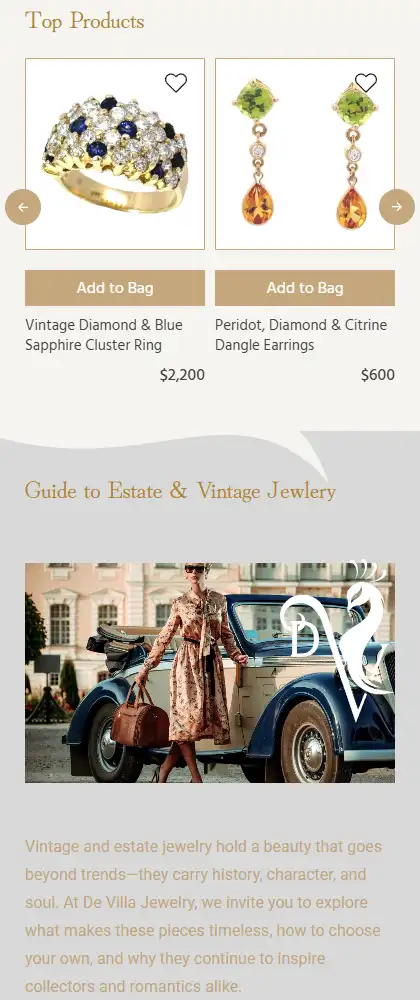 Top Products
Add to Bag
Add to Bag
Vintage Diamond & Blue
Sapphire Cluster Ring
$2,200
Peridot, Diamond & Citrine
Dangle Earrings
$600
Guide to Estate & Vintage Jewlery
DV
Vintage and estate jewelry hold a beauty that goes
beyond trends—they carry history, character, and
soul. At De Villa Jewelry, we invite you to explore
what makes these pieces timeless, how to choose
your own, and why they continue to inspire
collectors and romantics alike.